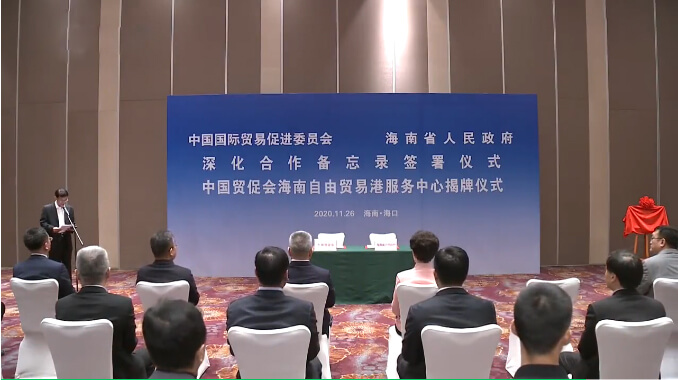 中国国际贸易促进委员会 海南省人民政府
深化合作备忘录签署仪式
中国贸促会海南自由贸易港服务中心揭牌仪式
2020.11.26 海南·海口